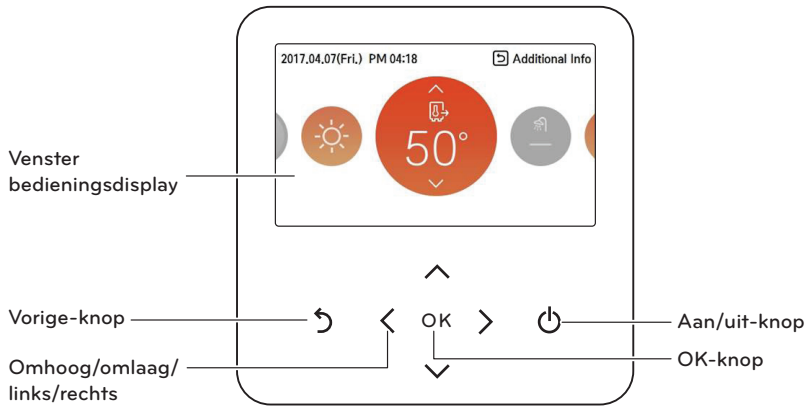 2017.04.07(Fri.) PM 04:18
Additional Info
50°
Venster
bedieningsdisplay
Vorige-knop
OK
Aan/uit-knop
OK-knop
Omhoog/omlaag/
links/rechts